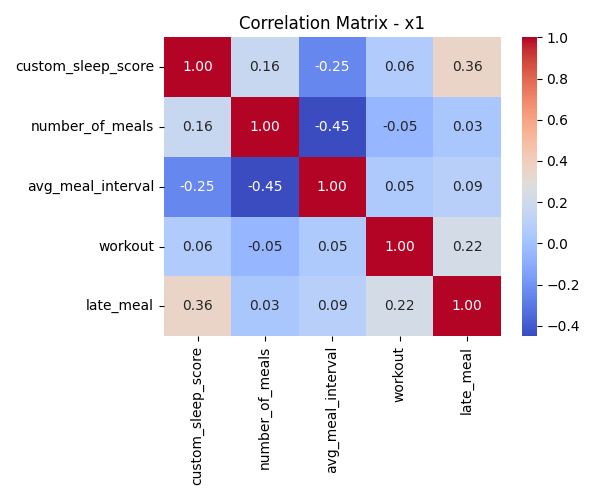 Correlation Matrix - x1
custom_sleep_score 1.00 0.16 -0.25 0.06 0.36
number_of_meals 0.16 1.00 -0.45 -0.05 0.03
avg_meal_interval -0.25 -0.45 1.00 0.05 0.09
workout 0.06 -0.05 0.05 1.00 0.22
late_meal 0.36 0.03 0.09 0.22 1.00
custom_sleep_score
number_of_meals
avg_meal_interval
workout
late_meal
1.0
0.8
0.6
0.4
0.2
0.0
−0.2
−0.4